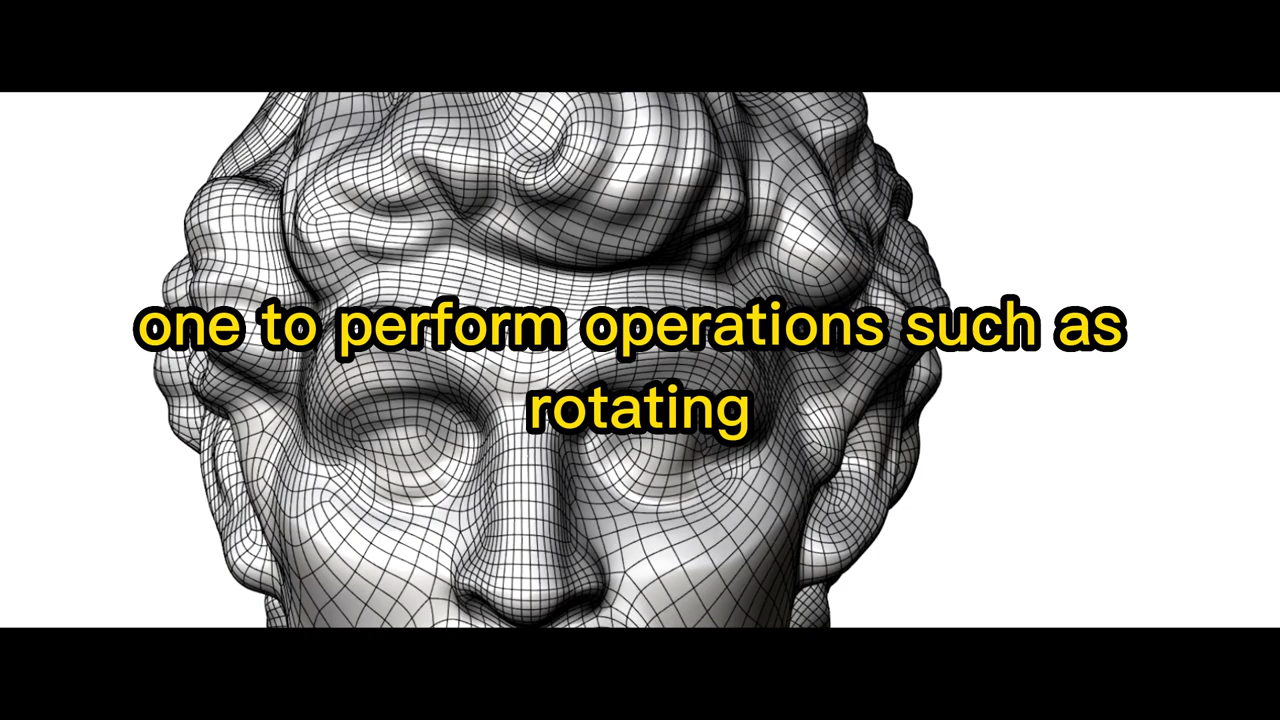 one to perform operations such as
rotating